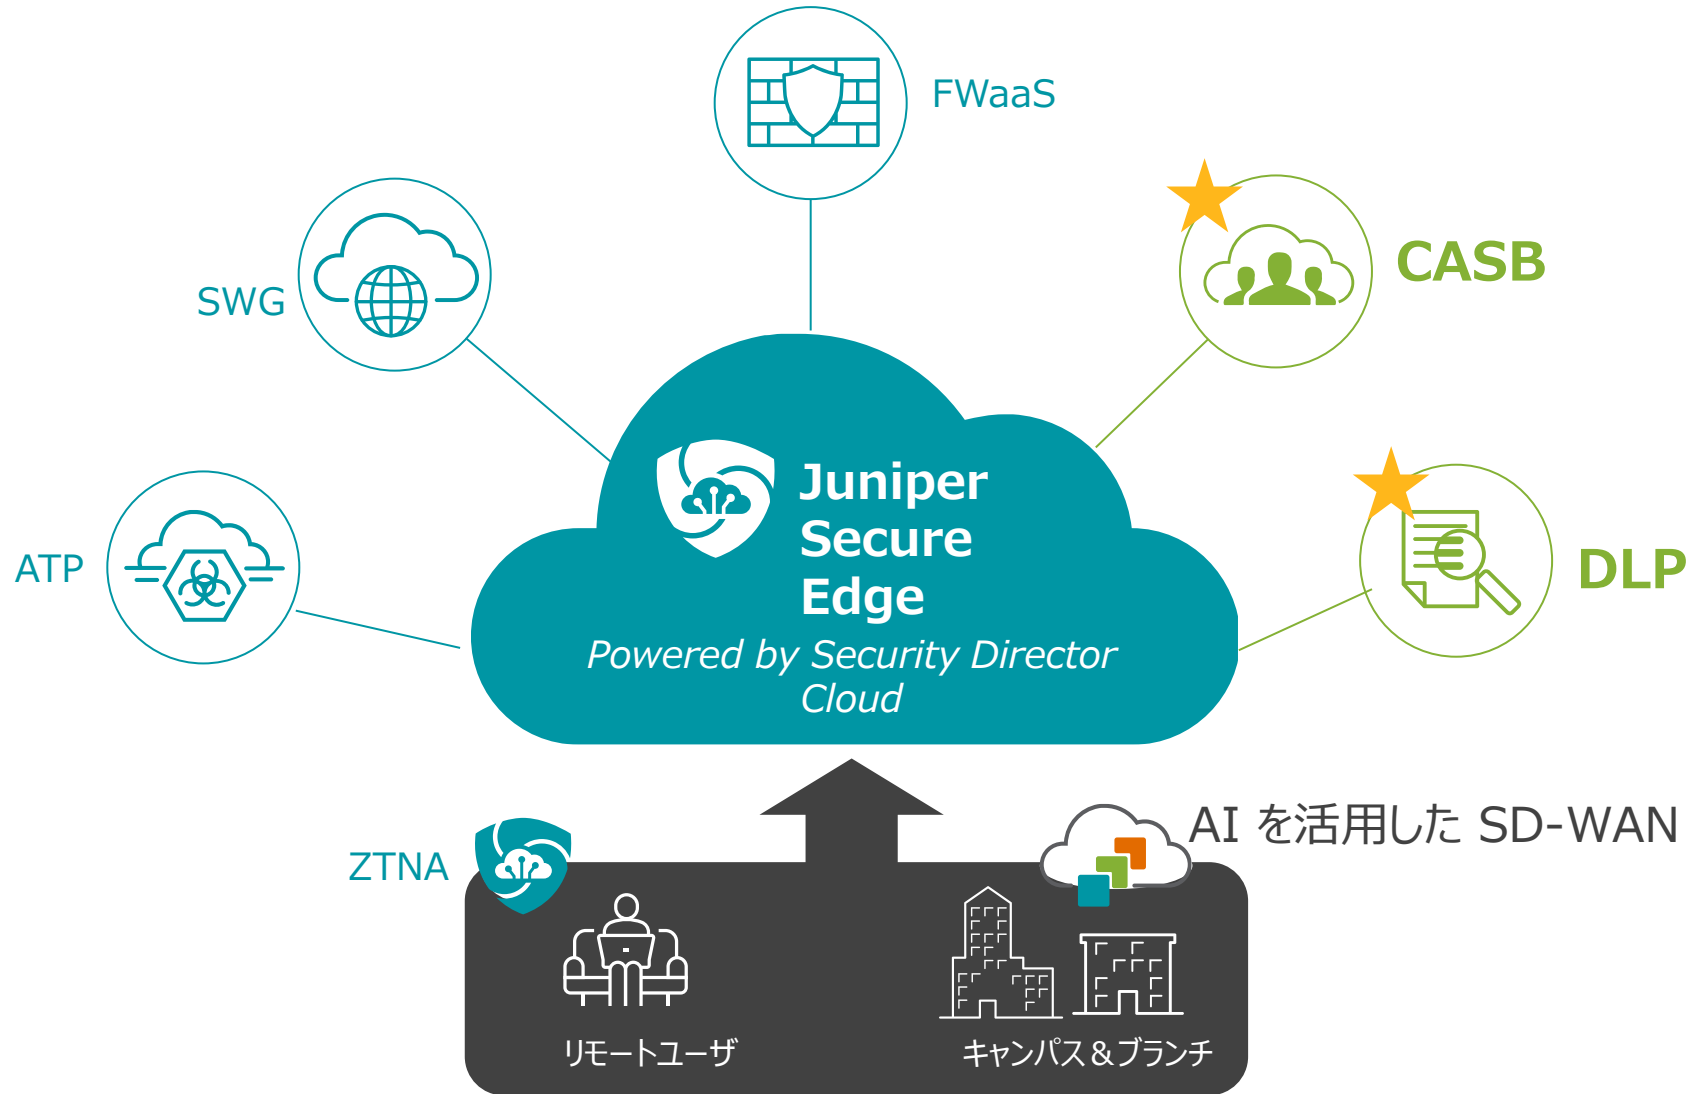 FWaaS
SWG
CASB
ATP
DLP
Juniper
Secure
Edge
Powered by Security Director
Cloud
ZTNA
AI を活用した SD-WAN
リモートユーザ
キャンパス＆ブランチ